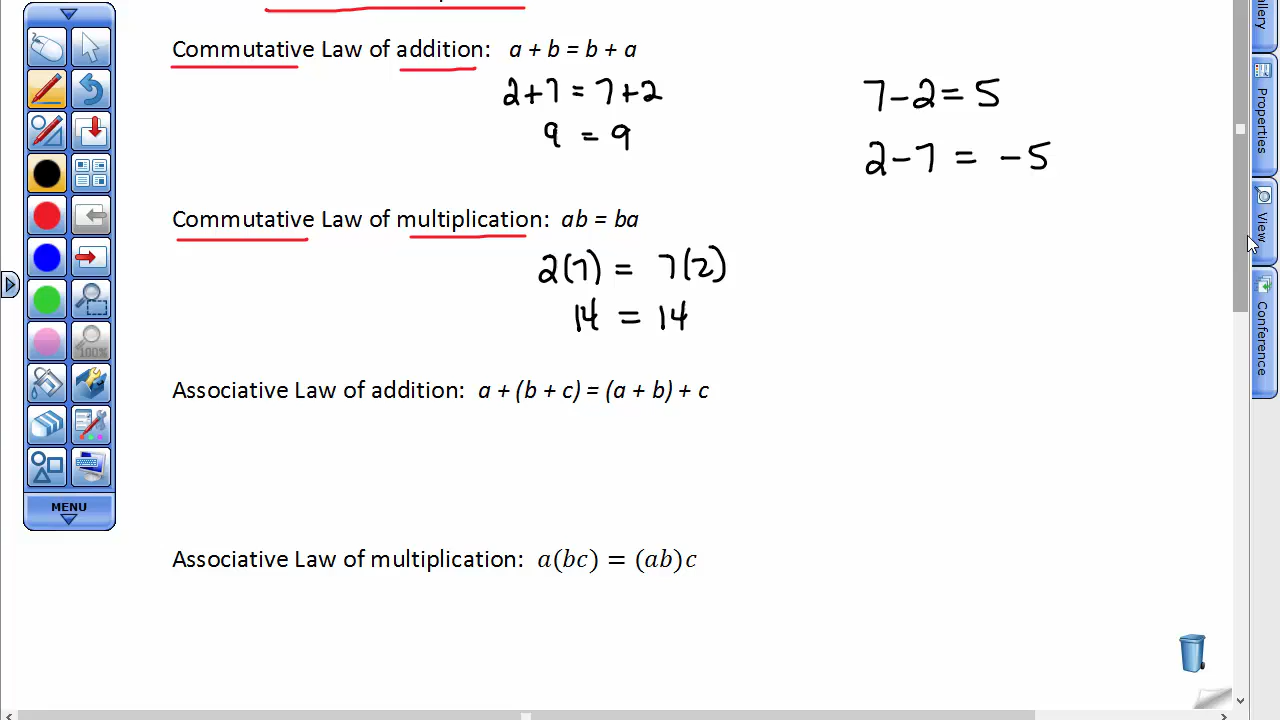 Commutative Law of addition: a + b = b + a
2+7 = 7+2
9 = 9
7-2= 5
2-7 = -5
Commutative Law of multiplication: ab = ba
2(7) = 7(2)
14 = 14
Associative Law of addition: a + (b + c) = (a + b) + c
Associative Law of multiplication: a(bc) = (ab)c
100%
MENU
Properties
View
Conference